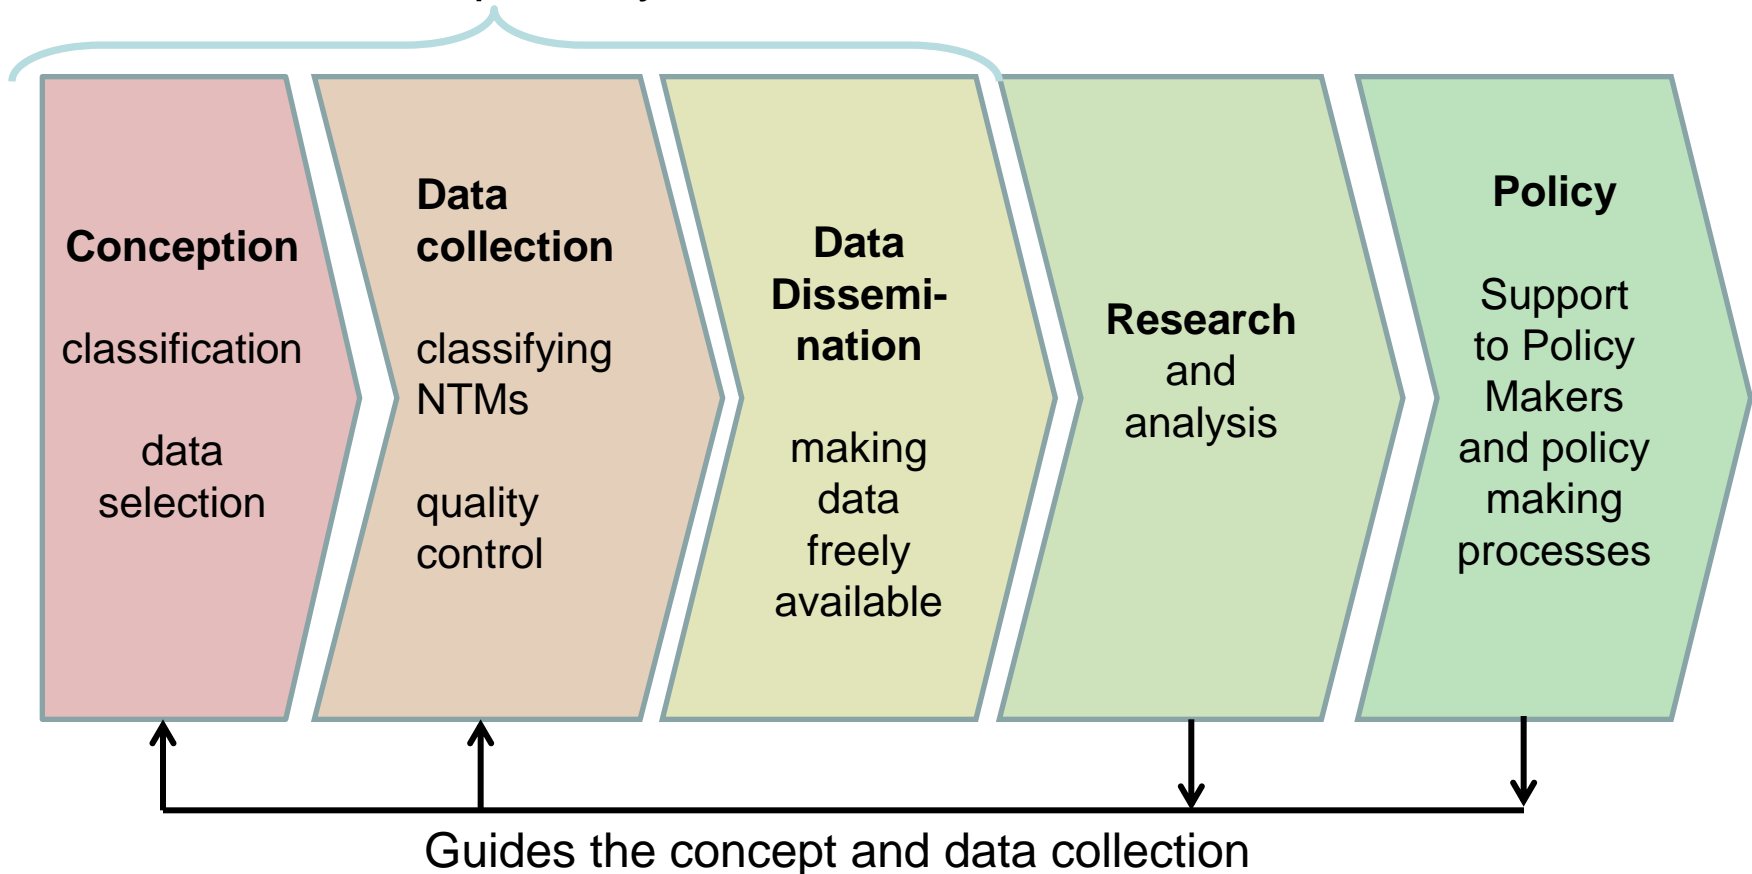 Conception
classification
data
selection
Data
collection
classifying
NTMs
quality
control
Data
Dissemi-
nation
making
data
freely
available
Research
and
analysis
Policy
Support
to Policy
Makers
and policy
making
processes
Guides the concept and data collection